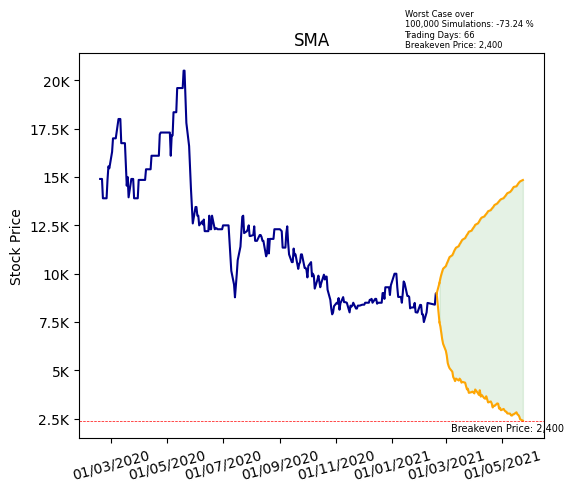 Worst Case over
100,000 Simulations: -73.24 %
Trading Days: 66
Breakeven Price: 2,400
SMA
Stock Price
20K
17.5K
15K
12.5K
10K
7.5K
5K
2.5K
Breakeven Price: 2,400
01/03/2020
01/05/2020
01/07/2020
01/09/2020
01/11/2020
01/01/2021
01/03/2021
01/05/2021